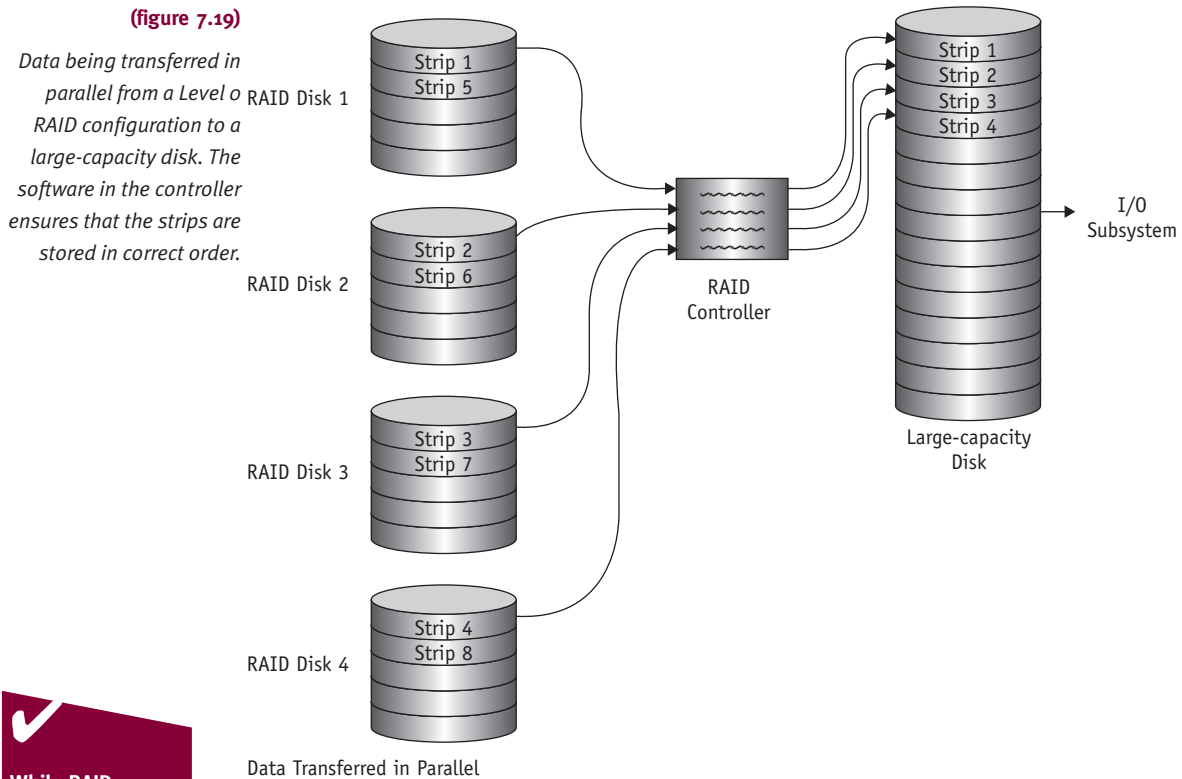 (figure 7.19)
Data being transferred in
parallel from a Level 0
RAID configuration to a
large-capacity disk. The
software in the controller
ensures that the strips are
stored in correct order.
RAID Disk 1
Strip 1
Strip 5
RAID Disk 2
Strip 2
Strip 6
RAID Disk 3
Strip 3
Strip 7
RAID Disk 4
Strip 4
Strip 8
Data Transferred in Parallel
RAID
Controller
Strip 1
Strip 2
Strip 3
Strip 4
Large-capacity
Disk
I/O
Subsystem
While RAID